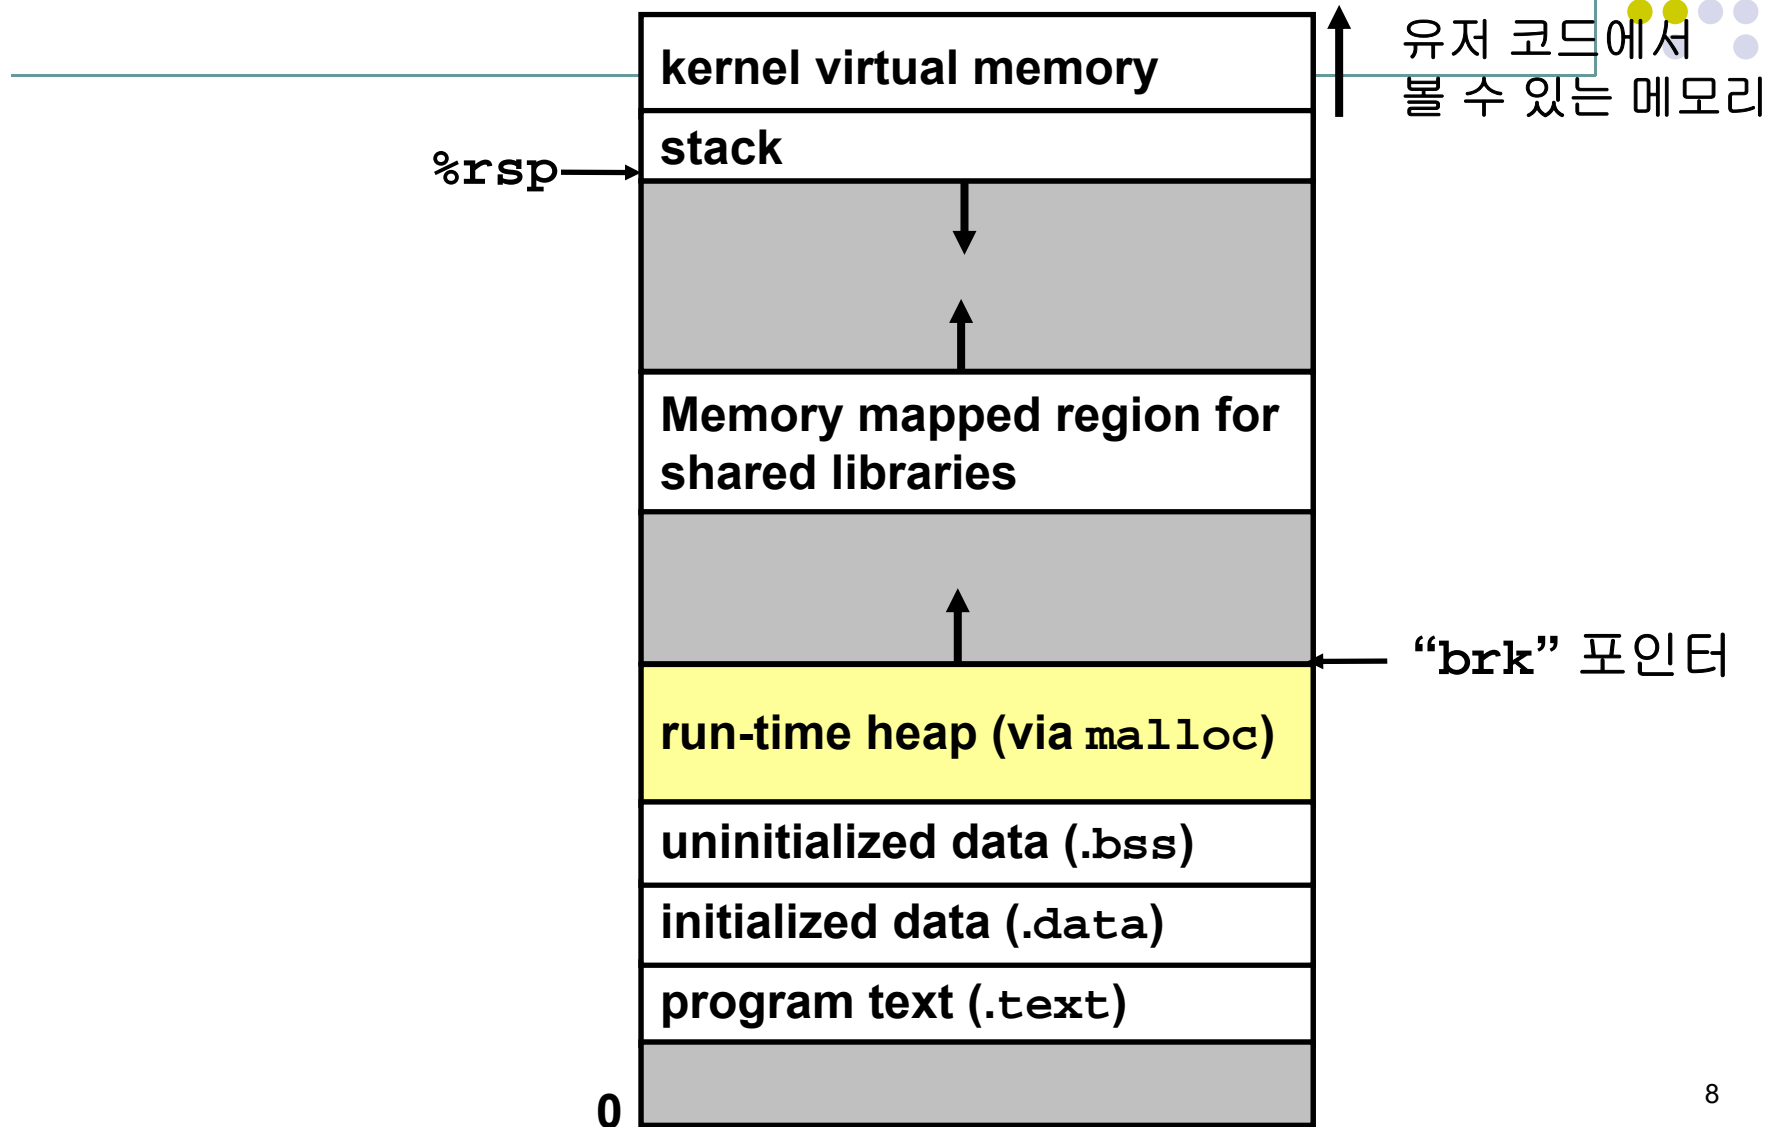 kernel virtual memory
유저 코드에서
볼 수 있는 메모리
stack
%rsp
Memory mapped region for
shared libraries
“brk” 포인터
run-time heap (via malloc)
uninitialized data (.bss)
initialized data (.data)
program text (.text)
0
8